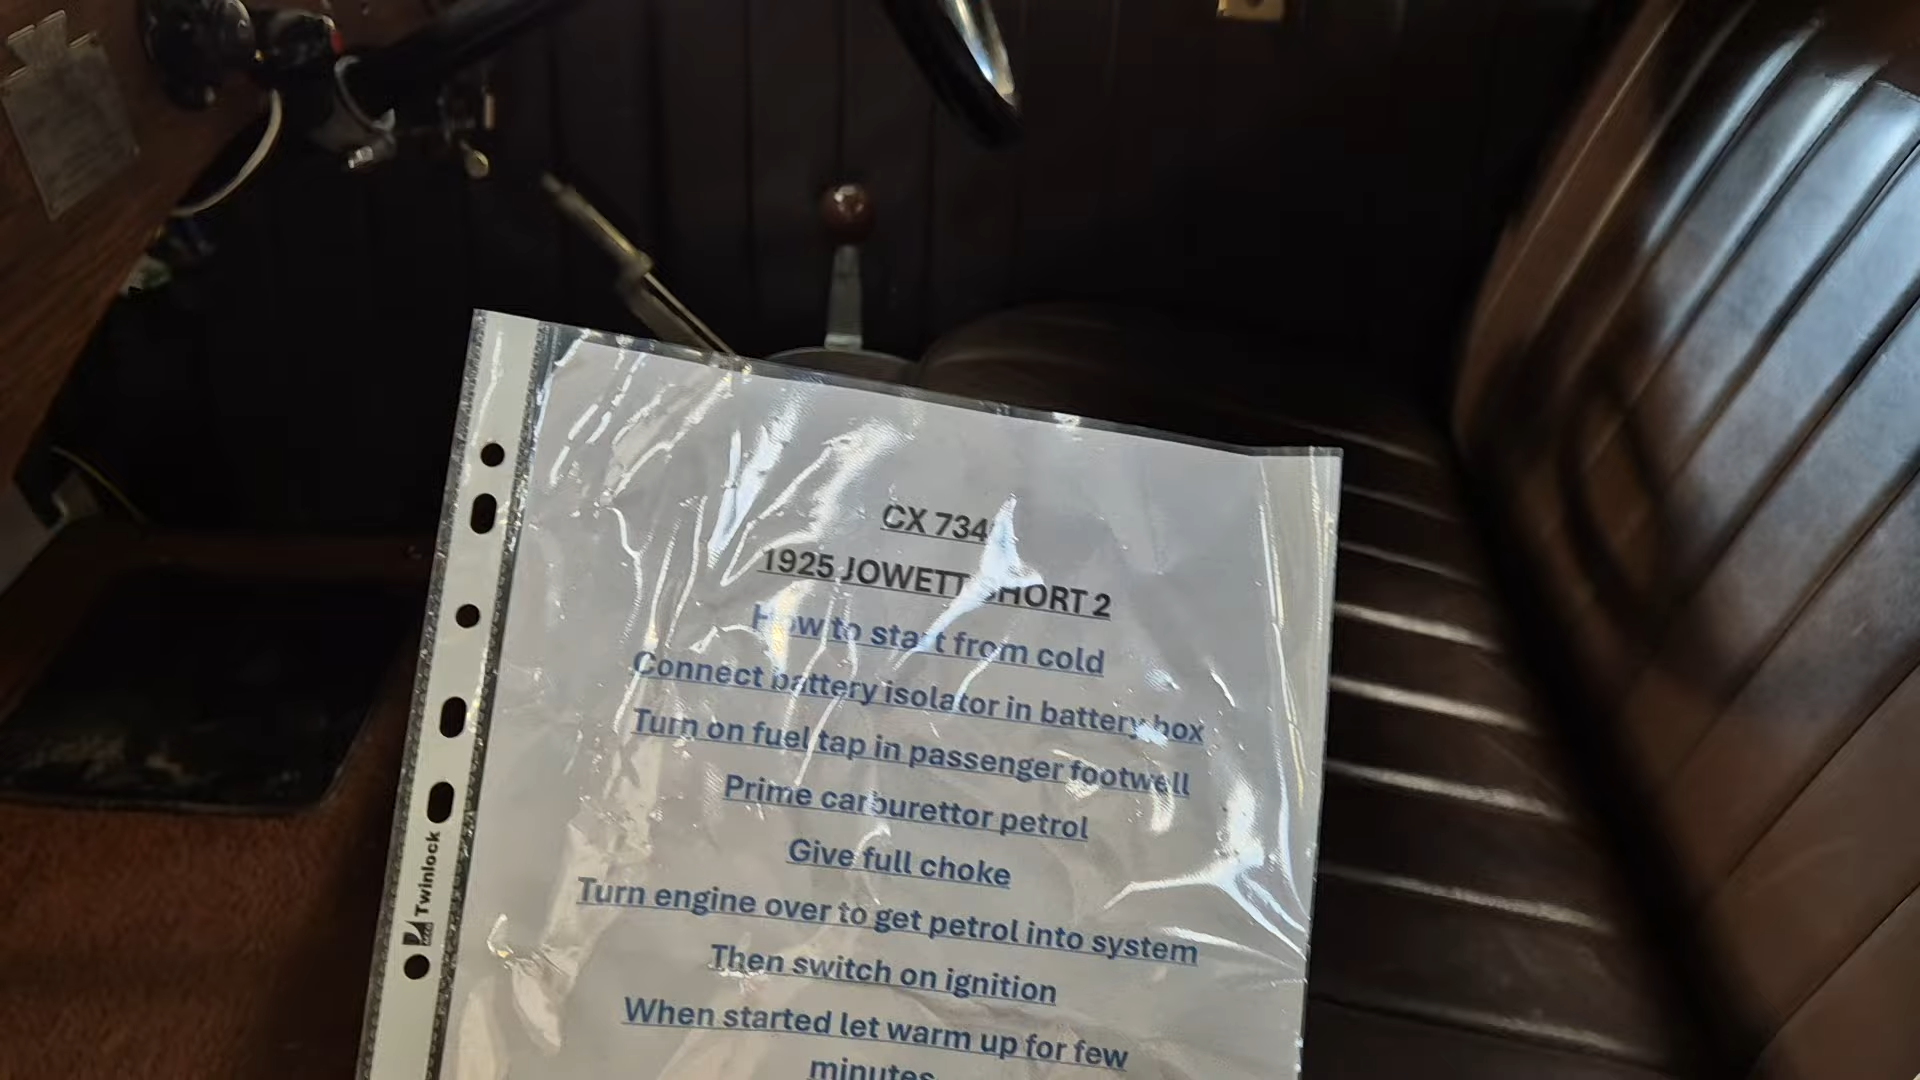 CX 734
1925 JOWETT SHORT 2
How to start from cold
Connect battery isolator in battery box
Turn on fuel tap in passenger footwell
Prime carburettor petrol
Give full choke
Turn engine over to get petrol into system
Then switch on ignition
When started let warm up for few
minutes
Twinlock